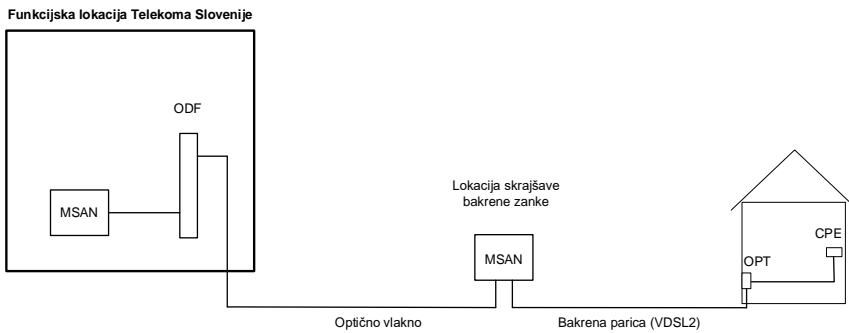 Funkcijska lokacija Telekoma Slovenije
ODF
MSAN
Lokacija skrajšave
bakrene zanke
MSAN
CPE
OPT
Optično vlakno
Bakrena parica (VDSL2)